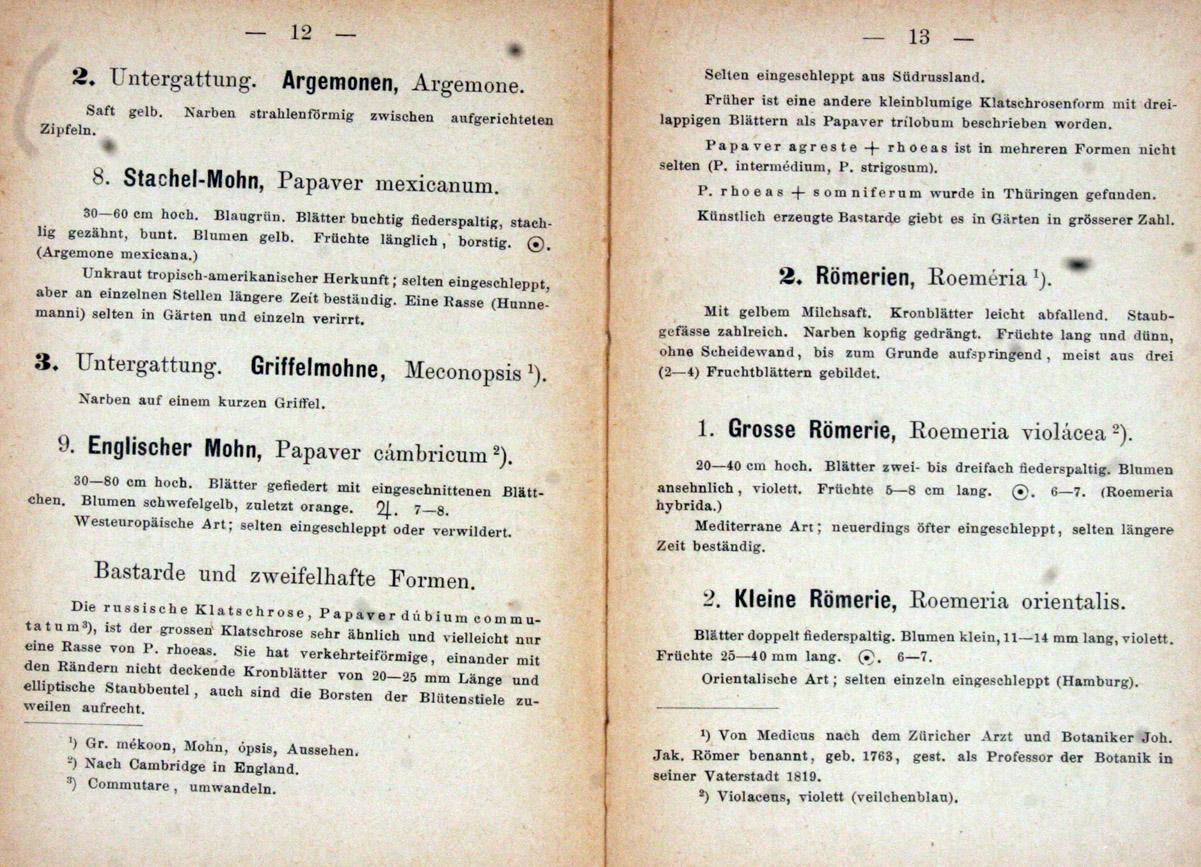 — 12 —
2. Untergattung. Argemonen, Argemone.
Saft gelb. Narben strahlenförmig zwischen aufgerichteten
Zipfeln.
8. Stachel-Mohn, Papaver mexicanum.
30—60 cm hoch. Blaugrün. Blätter buchtig fiederspaltig, stach-
lig gezähnt, bunt. Blumen gelb. Früchte länglich, borstig. ⊙.
(Argemone mexicana.)
Unkraut tropisch-amerikanischer Herkunft; selten eingeschleppt,
aber an einzelnen Stellen längere Zeit beständig. Eine Rasse (Hunne-
manni) selten in Gärten und einzeln verirrt.
3. Untergattung. Griffelmohne, Meconopsis ¹).
Narben auf einem kurzen Griffel.
9. Englischer Mohn, Papaver cámbricum ²).
30—80 cm hoch. Blätter gefiedert mit eingeschnittenen Blätt-
chen. Blumen schwefelgelb, zuletzt orange. ♃. 7—8.
Westeuropäische Art; selten eingeschleppt oder verwildert.
Bastarde und zweifelhafte Formen.
Die russische Klatschrose, Papaver dúbium commu-
tatum³), ist der grossen Klatschrose sehr ähnlich und vielleicht nur
eine Rasse von P. rhoeas. Sie hat verkehrteiförmige, einander mit
den Rändern nicht deckende Kronblätter von 20—25 mm Länge und
elliptische Staubbeutel, auch sind die Borsten der Blütenstiele zu-
weilen aufrecht.
¹) Gr. mékoon, Mohn, ópsis, Aussehen.
²) Nach Cambridge in England.
³) Commutare, umwandeln.
— 13 —
Selten eingeschleppt aus Südrussland.
Früher ist eine andere kleinblumige Klatschrosenform mit drei-
lappigen Blättern als Papaver trílobum beschrieben worden.
Papaver agreste + rhoeas ist in mehreren Formen nicht
selten (P. intermédium, P. strigosum).
P. rhoeas + somniferum wurde in Thüringen gefunden.
Künstlich erzeugte Bastarde giebt es in Gärten in grösserer Zahl.
2. Römerien, Roeméria ¹).
Mit gelbem Milchsaft. Kronblätter leicht abfallend. Staub-
gefässe zahlreich. Narben kopfig gedrängt. Früchte lang und dünn,
ohne Scheidewand, bis zum Grunde aufspringend, meist aus drei
(2—4) Fruchtblättern gebildet.
1. Grosse Römerie, Roemeria violácea ²).
20—40 cm hoch. Blätter zwei- bis dreifach fiederspaltig. Blumen
ansehnlich, violett. Früchte 5—8 cm lang. ⊙. 6—7. (Roemeria
hybrida.)
Mediterrane Art; neuerdings öfter eingeschleppt, selten längere
Zeit beständig.
2. Kleine Römerie, Roemeria orientalis.
Blätter doppelt fiederspaltig. Blumen klein, 11—14 mm lang, violett.
Früchte 25—40 mm lang. ⊙. 6—7.
Orientalische Art; selten einzeln eingeschleppt (Hamburg).
¹) Von Medicus nach dem Züricher Arzt und Botaniker Joh.
Jak. Römer benannt, geb. 1763, gest. als Professor der Botanik in
seiner Vaterstadt 1819.
²) Violaceus, violett (veilchenblau).